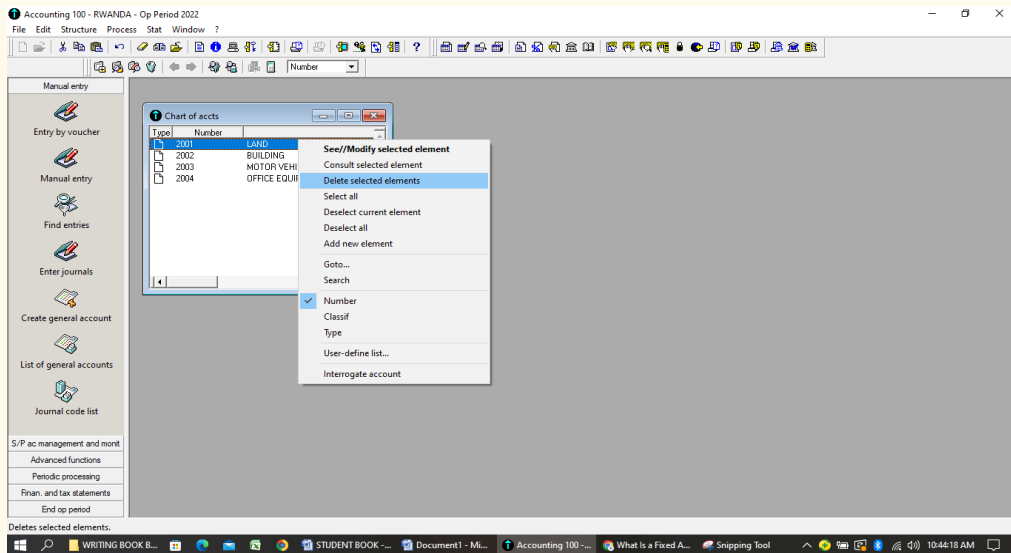 Accounting 100 - RWANDA - Op Period 2022
File Edit Structure Process Stat Window ?
Number
Manual entry
Entry by voucher
Manual entry
Find entries
Enter journals
Create general account
List of general accounts
Journal code list
S/P ac management and monit
Advanced functions
Periodic processing
Finan. and tax statements
End op period
Chart of accts
Type Number
2001 LAND
2002 BUILDING
2003 MOTOR VEHI
2004 OFFICE EQUIP
See//Modify selected element
Consult selected element
Delete selected elements
Select all
Deselect current element
Deselect all
Add new element
Goto...
Search
Number
Classif
Type
User-define list...
Interrogate account
Deletes selected elements.
WRITING BOOK B... STUDENT BOOK -... Document1 - Mi... Accounting 100 -... What Is a Fixed A... Snipping Tool 10:44:18 AM